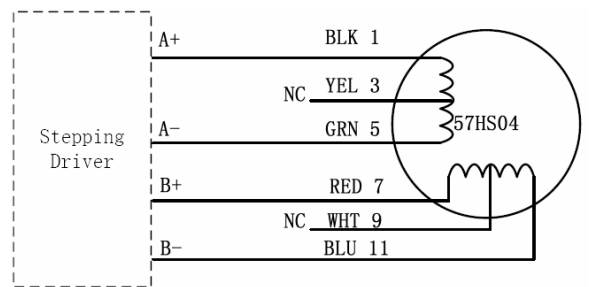 A+ BLK 1
NC YEL 3
A- GRN 5
57HS04
Stepping
Driver
B+ RED 7
NC WHT 9
B- BLU 11